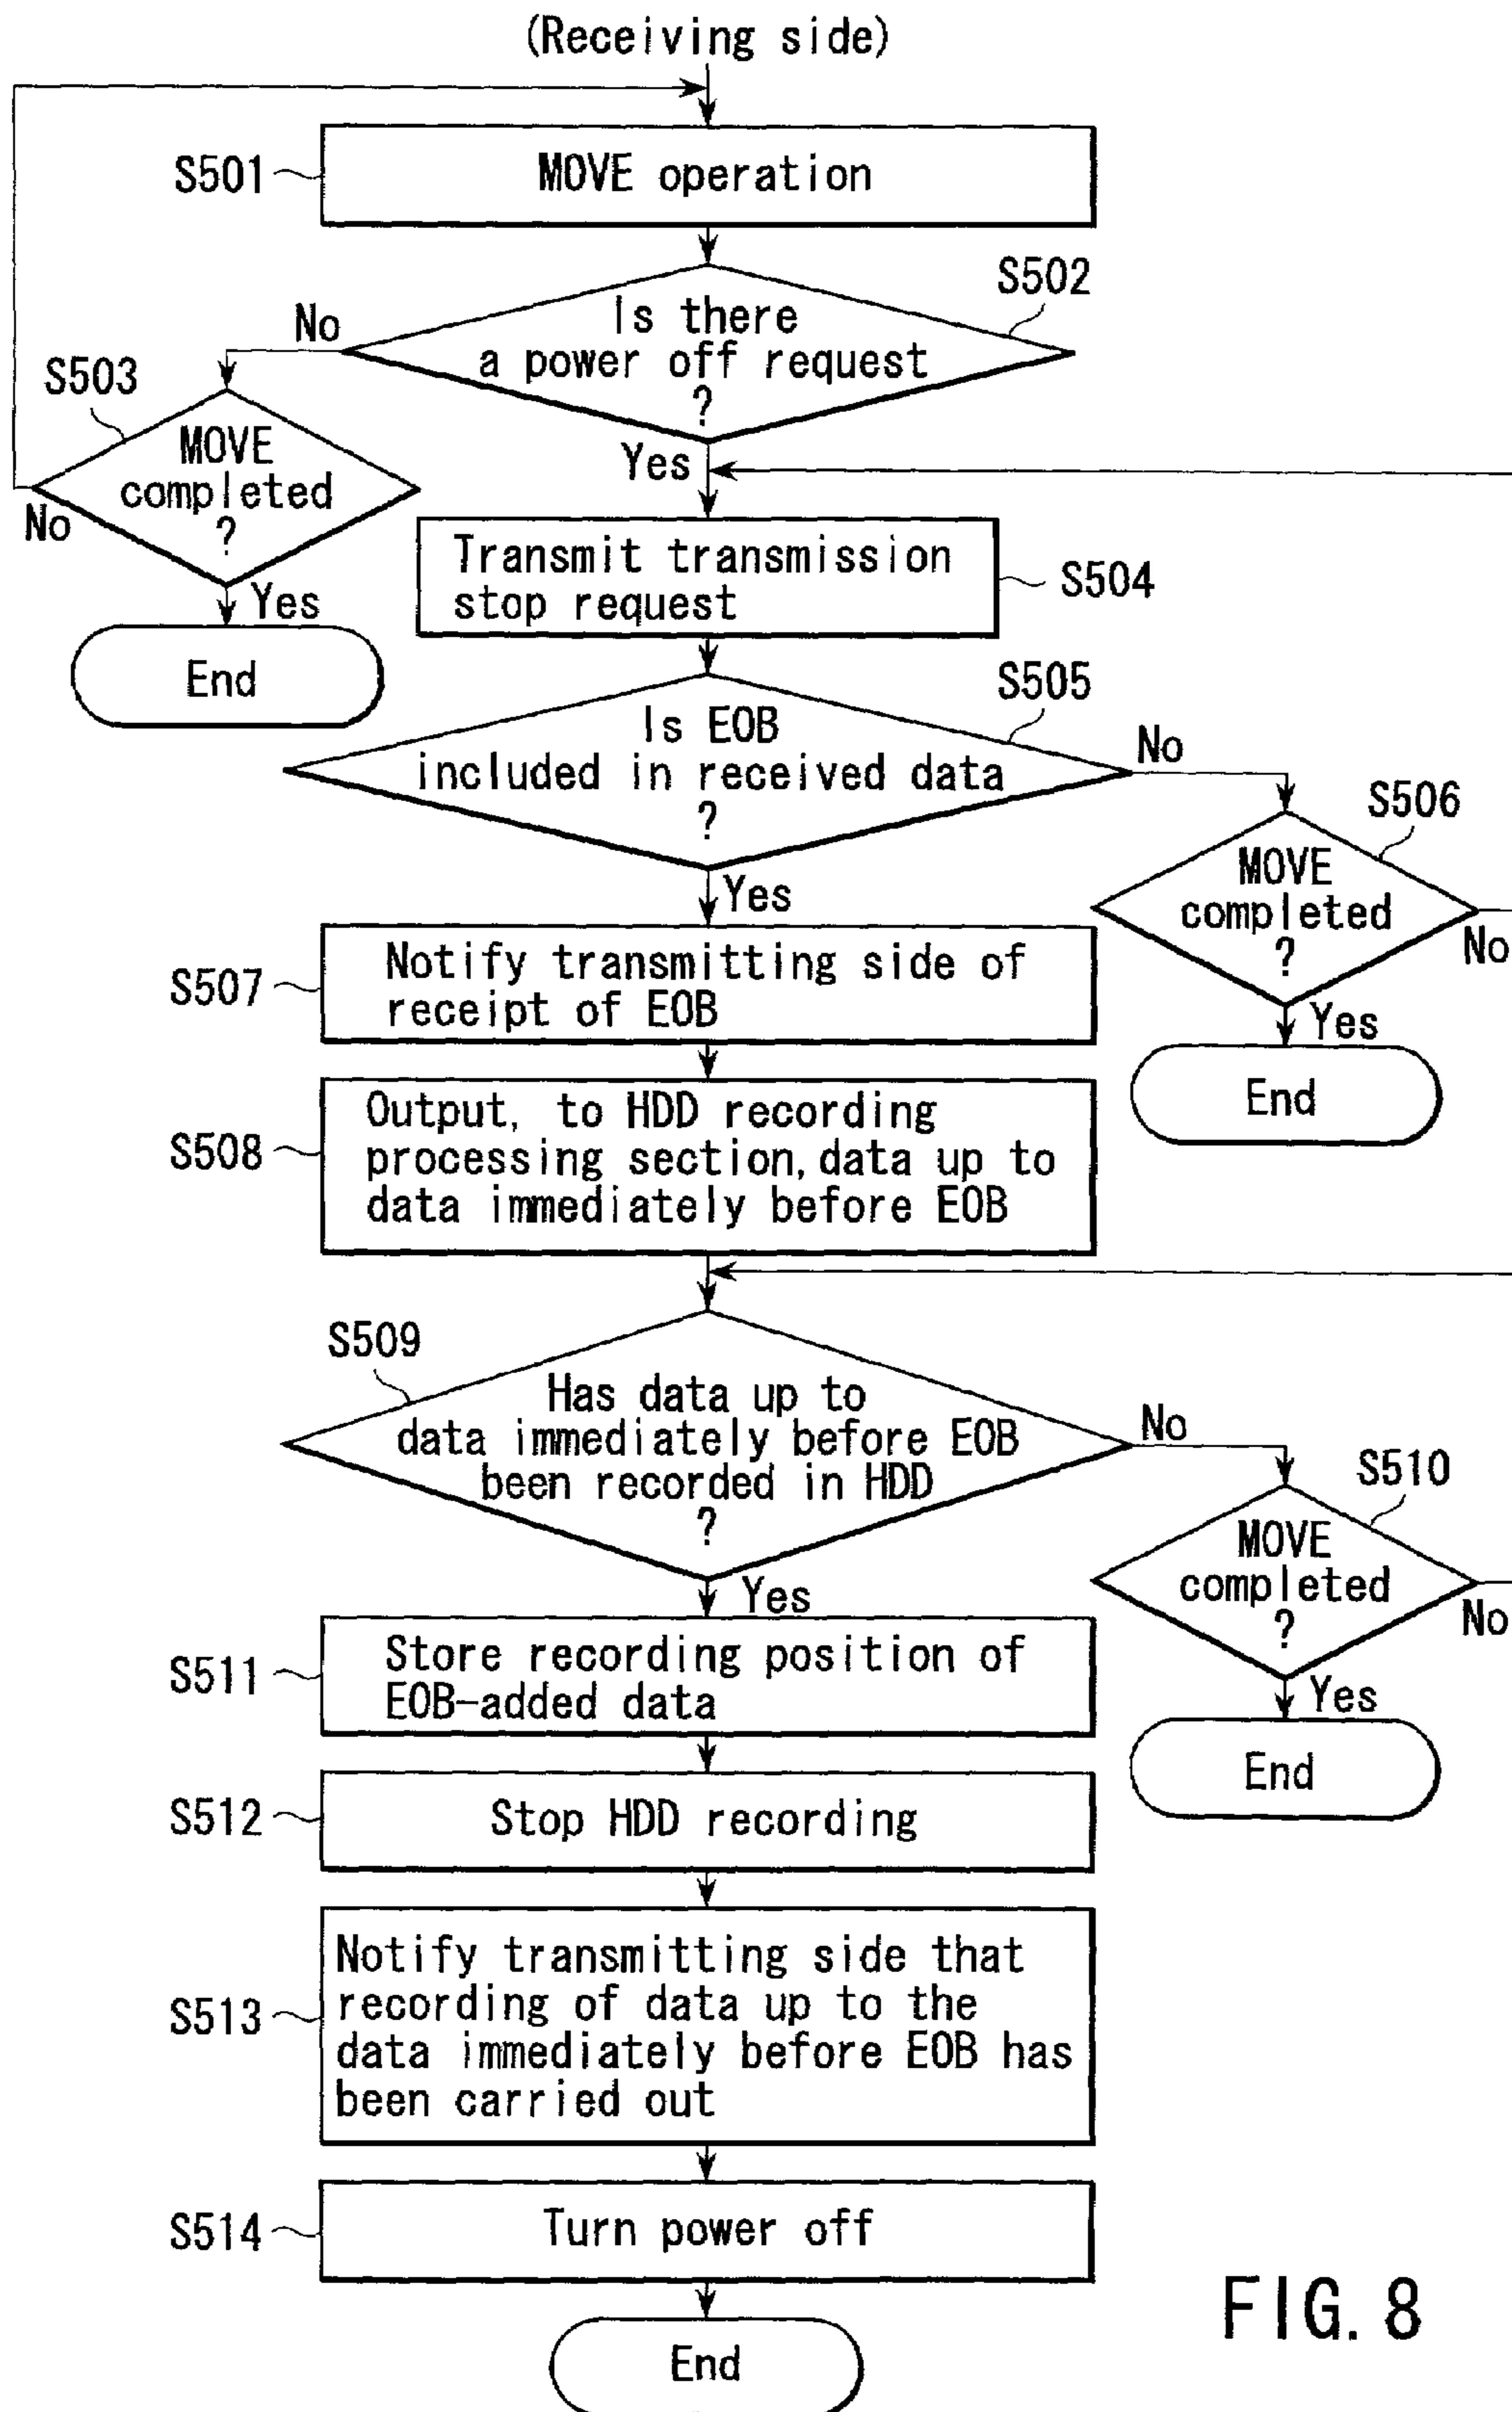 (Receiving side)
S501
MOVE operation
S502
Is there
a power off request
?
No
Yes
S503
MOVE
completed
?
No
Yes
End
Transmit transmission
stop request
S504
S505
Is EOB
included in received data
?
No
Yes
S506
MOVE
completed
?
No
Yes
End
S507
Notify transmitting side of
receipt of EOB
S508
Output, to HDD recording
processing section, data up to
data immediately before EOB
S509
Has data up to
data immediately before EOB
been recorded in HDD
?
No
Yes
S510
MOVE
completed
?
No
Yes
End
S511
Store recording position of
EOB-added data
S512
Stop HDD recording
S513
Notify transmitting side that
recording of data up to the
data immediately before EOB has
been carried out
S514
Turn power off
End
FIG. 8